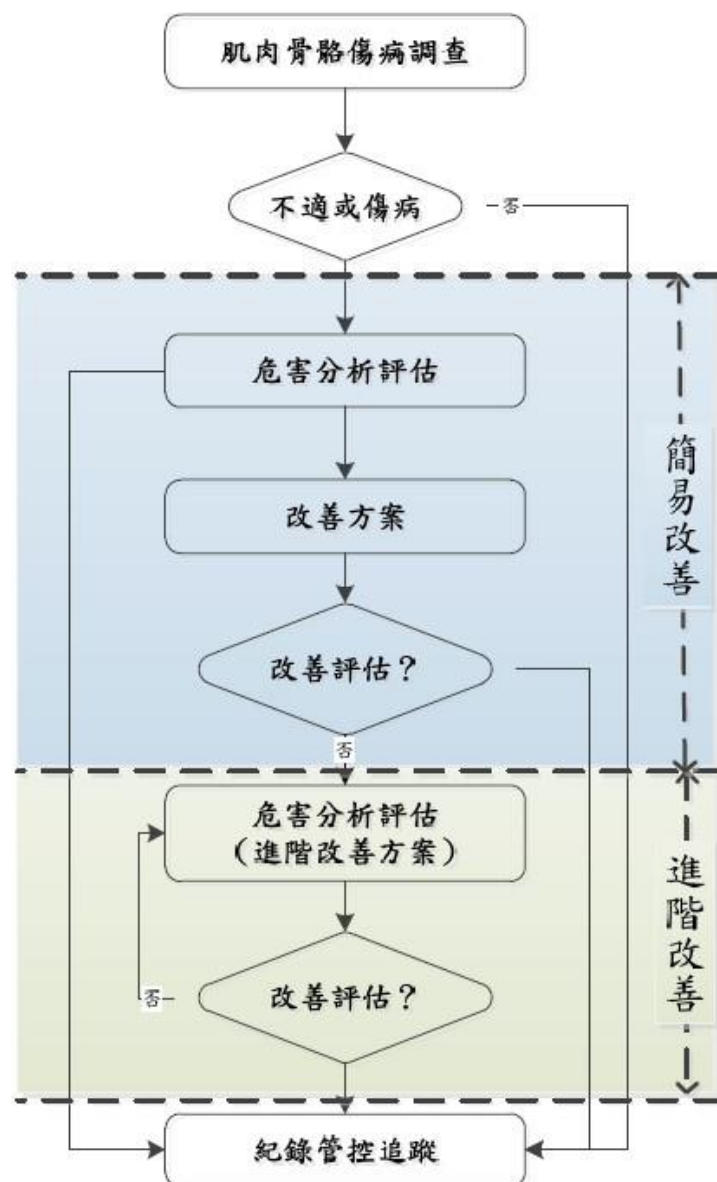 肌肉骨骼傷病調查
不適或傷病
否
危害分析評估
改善方案
改善評估？
否
簡易改善
危害分析評估
（進階改善方案）
改善評估？
否
進階改善
紀錄管控追蹤